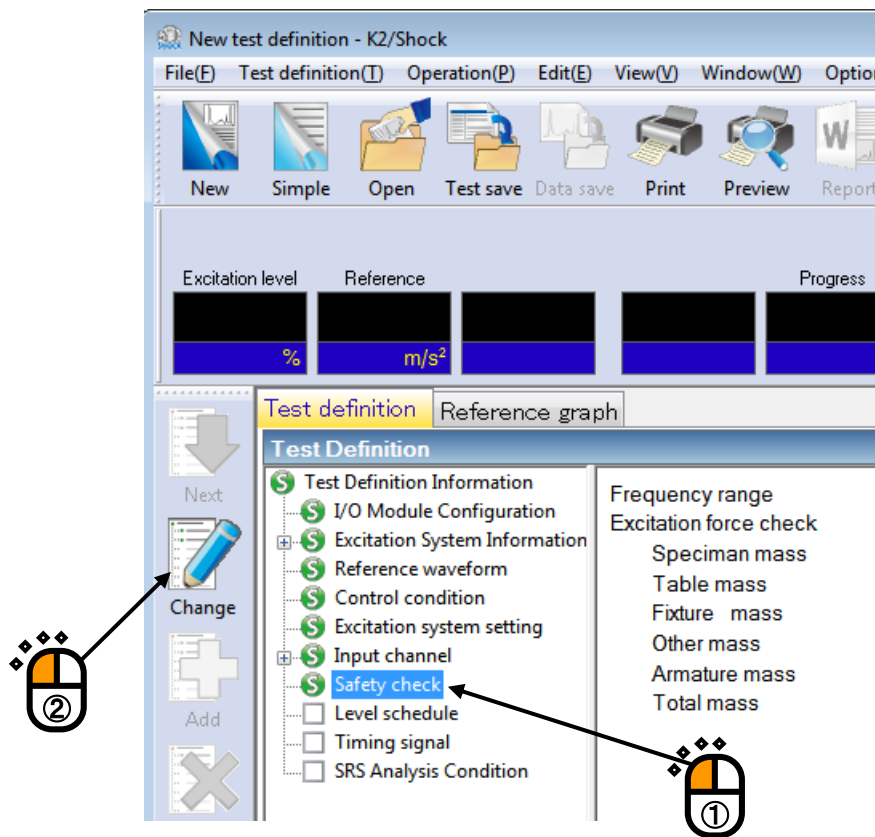 New test definition - K2/Shock
File(F) Test definition(T) Operation(P) Edit(E) View(V) Window(W) Option
New Simple Open Test save Data save Print Preview Report
Excitation level Reference Progress
% m/s²
Test definition Reference graph
Test Definition
Next
Change
Add
Test Definition Information
I/O Module Configuration
Excitation System Information
Reference waveform
Control condition
Excitation system setting
Input channel
Safety check
Level schedule
Timing signal
SRS Analysis Condition
Frequency range
Excitation force check
Speciman mass
Table mass
Fixture mass
Other mass
Armature mass
Total mass
②
①